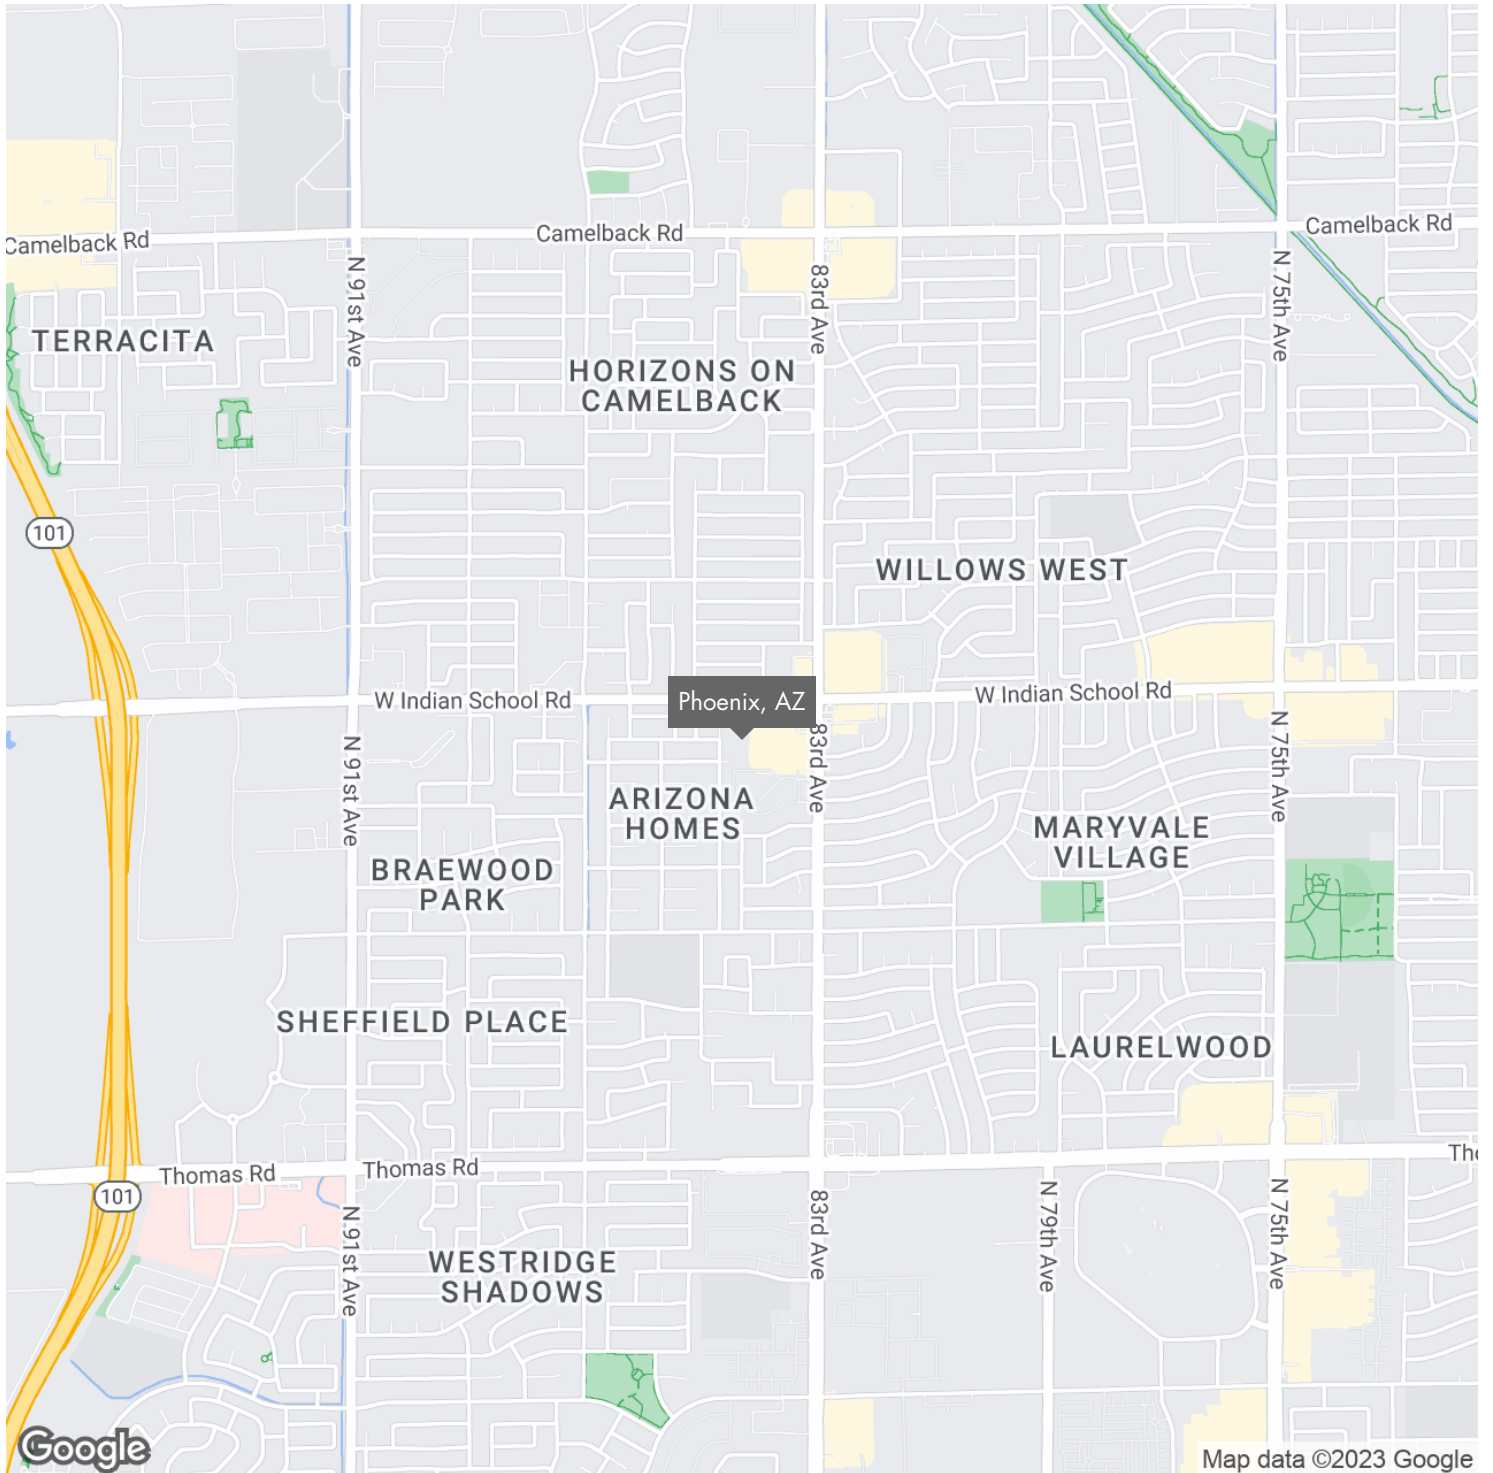 Camelback Rd
Camelback Rd
Camelback Rd
N 91st Ave
83rd Ave
N 75th Ave
TERRACITA
HORIZONS ON
CAMELBACK
101
WILLOWS WEST
W Indian School Rd
Phoenix, AZ
W Indian School Rd
N 91st Ave
83rd Ave
N 75th Ave
ARIZONA
HOMES
MARYVALE
VILLAGE
BRAEWOOD
PARK
SHEFFIELD PLACE
LAURELWOOD
Thomas Rd
Thomas Rd
101
N 91st Ave
83rd Ave
N 79th Ave
N 75th Ave
WESTRIDGE
SHADOWS
Google
Map data ©2023 Google